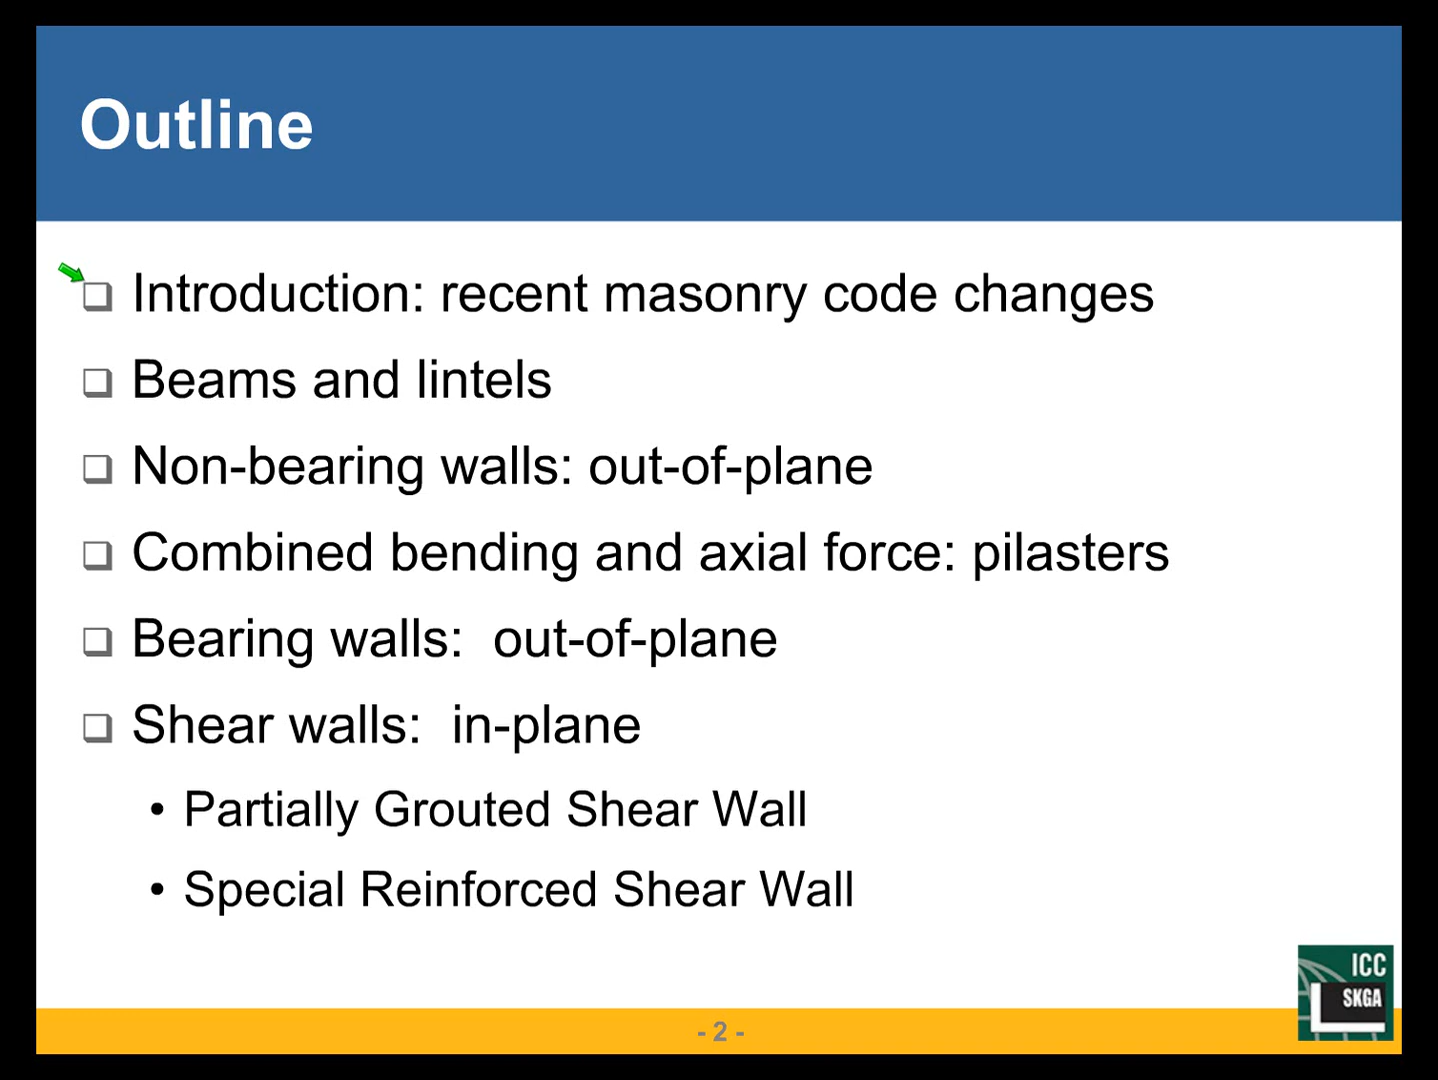 Outline
Introduction: recent masonry code changes
Beams and lintels
Non-bearing walls: out-of-plane
Combined bending and axial force: pilasters
Bearing walls:  out-of-plane
Shear walls:  in-plane
• Partially Grouted Shear Wall
• Special Reinforced Shear Wall
ICC
SKGA
- 2 -